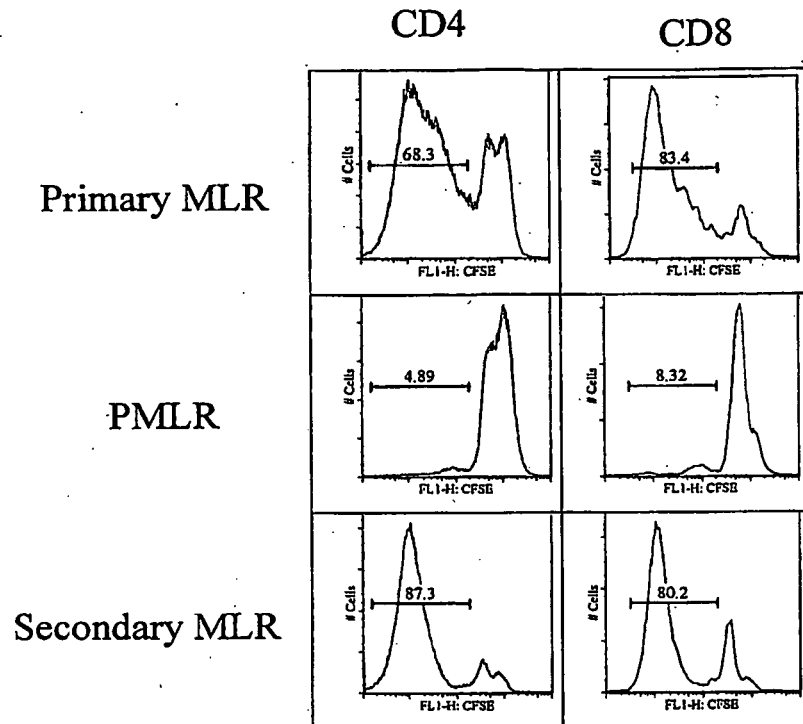 CD4 CD8
Primary MLR
# Cells
68.3
FL1-H: CFSE
# Cells
83.4
FL1-H: CFSE
PMLR
# Cells
4.89
FL1-H: CFSE
# Cells
8.32
FL1-H: CFSE
Secondary MLR
# Cells
87.3
FL1-H: CFSE
# Cells
80.2
FL1-H: CFSE